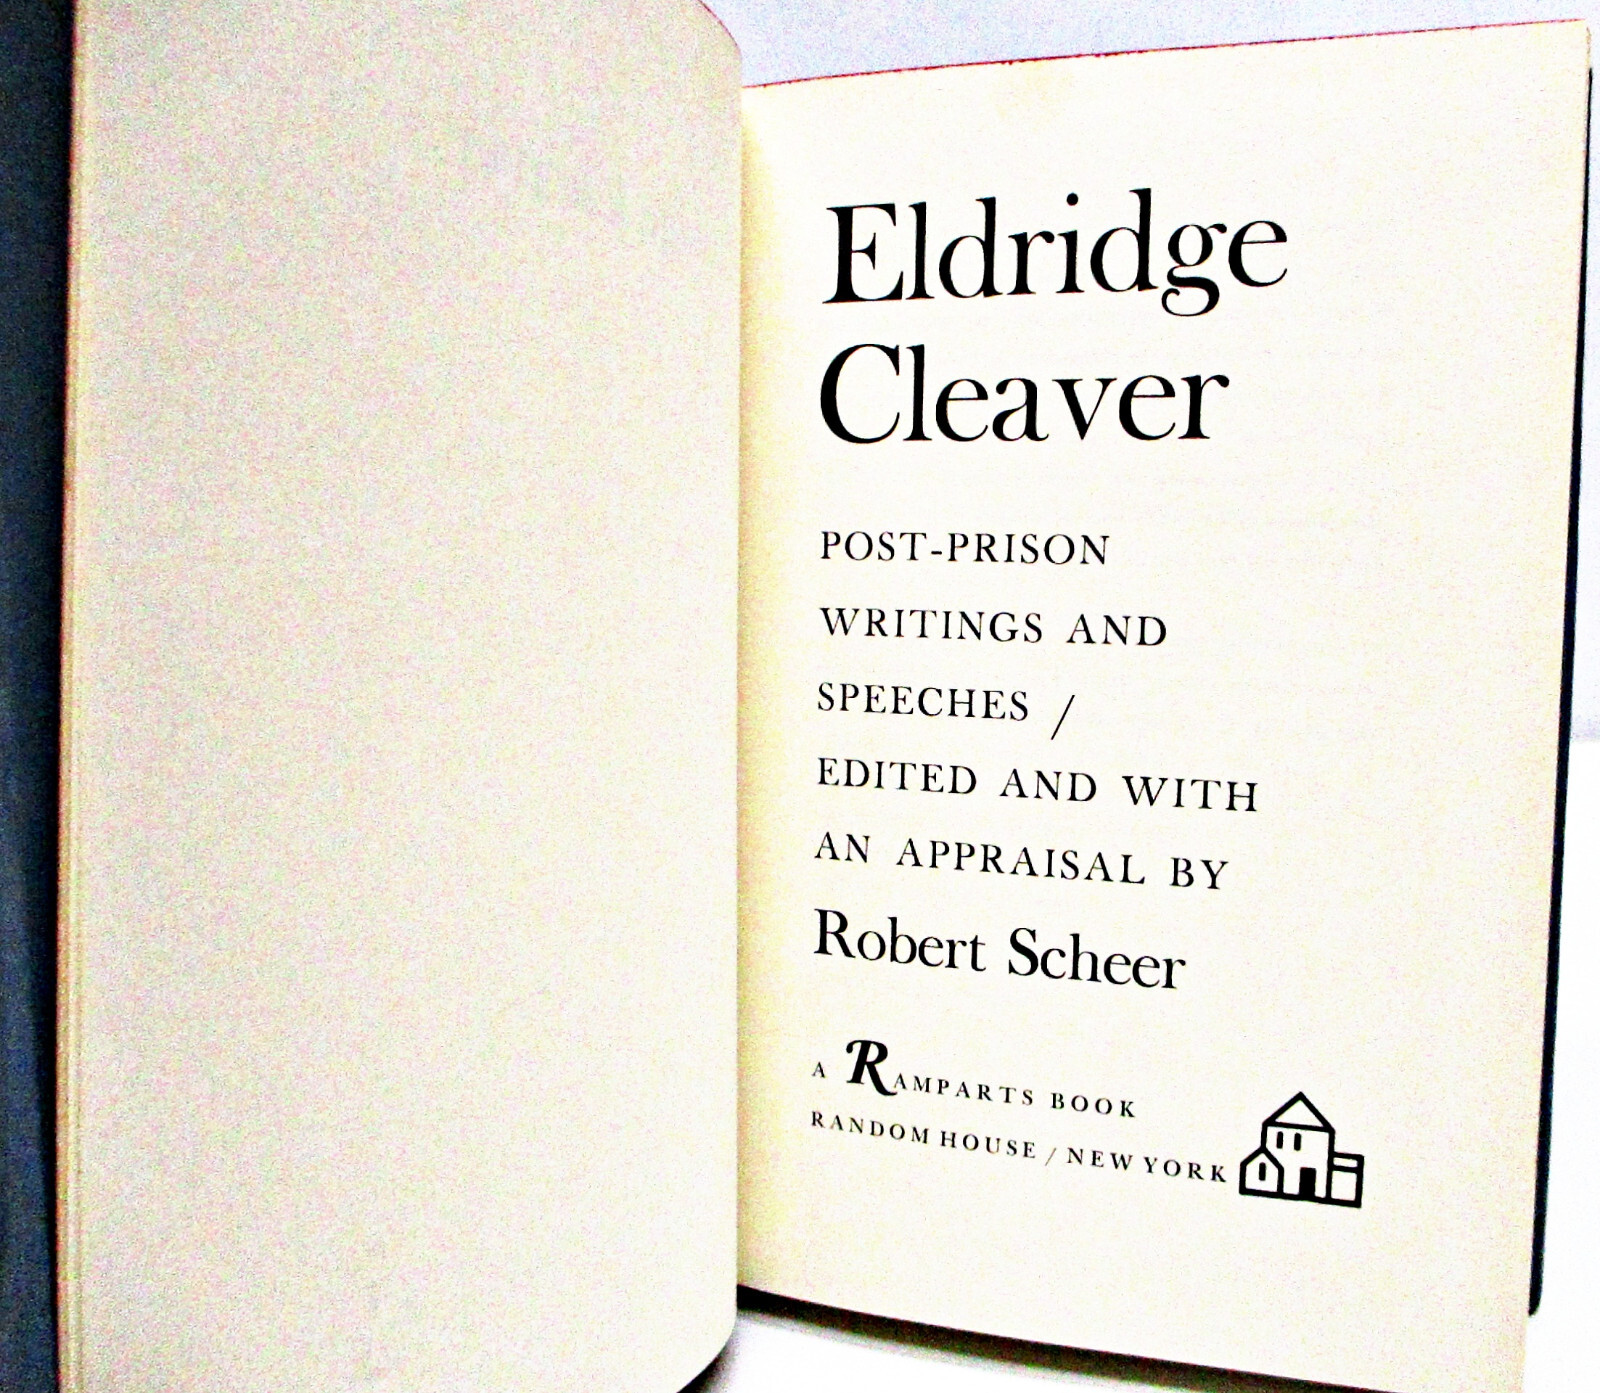 Eldridge
Cleaver
POST-PRISON
WRITINGS AND
SPEECHES /
EDITED AND WITH
AN APPRAISAL BY
Robert Scheer
A RAMPARTS BOOK
RANDOM HOUSE / NEW YORK